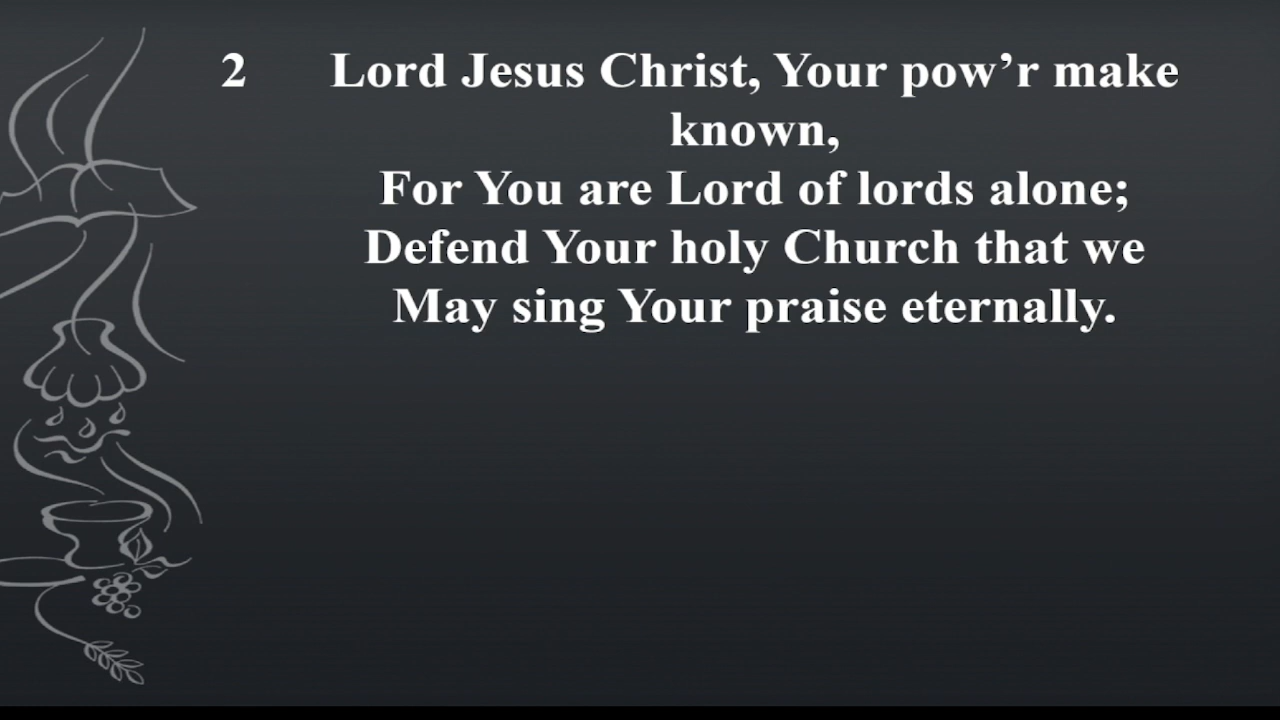 2 Lord Jesus Christ, Your pow’r make
known,
For You are Lord of lords alone;
Defend Your holy Church that we
May sing Your praise eternally.